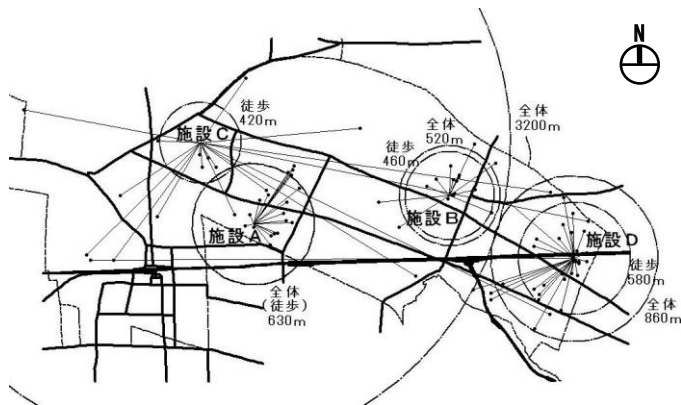 N
徒歩
420m
施設C
全体
520m
全体
3200m
徒歩
460m
施設B
施設A
施設D
徒歩
580m
全体
(徒歩)
630m
全体
860m